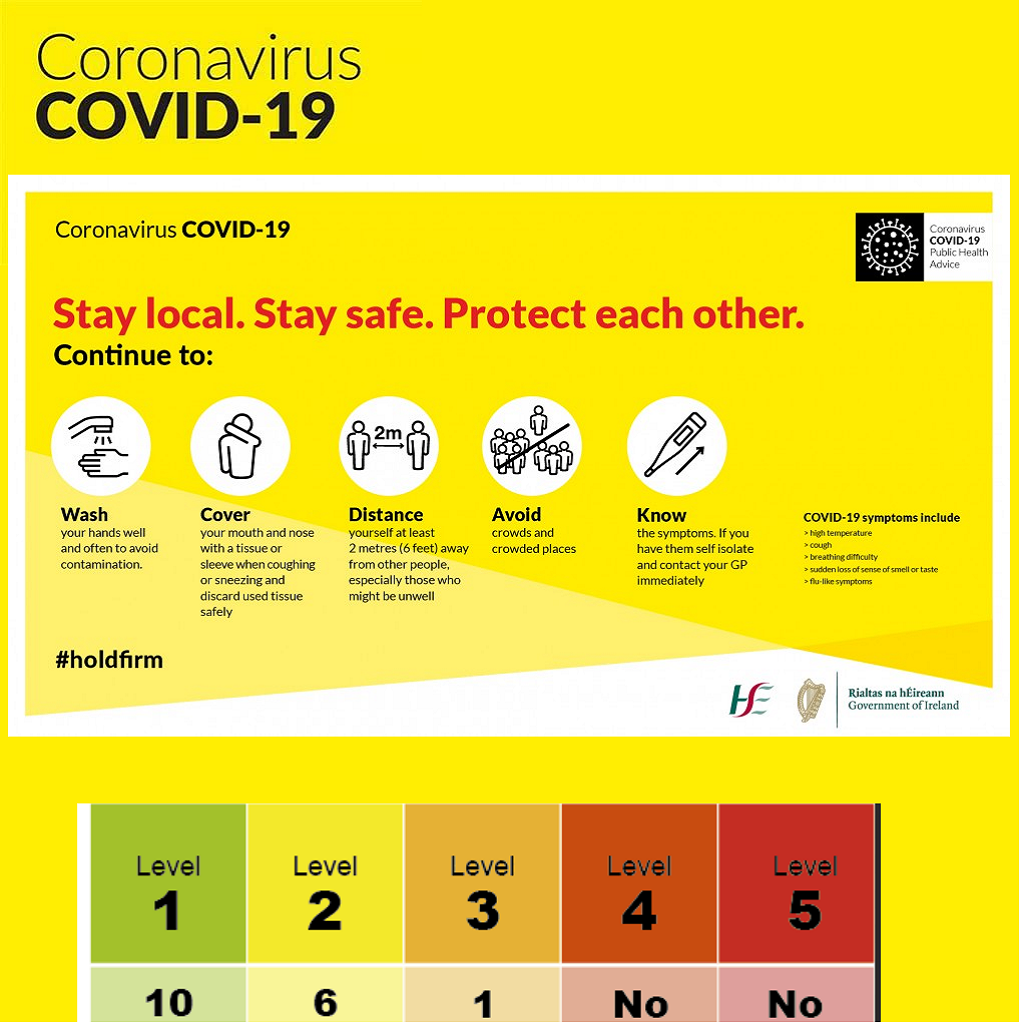 Coronavirus
COVID-19
Coronavirus COVID-19
Coronavirus
COVID-19
Public Health
Advice
Stay local. Stay safe. Protect each other.
Continue to:
2m
Wash
your hands well
and often to avoid
contamination.
Cover
your mouth and nose
with a tissue or
sleeve when coughing
or sneezing and
discard used tissue
safely
Distance
yourself at least
2 metres (6 feet) away
from other people,
especially those who
might be unwell
Avoid
crowds and
crowded places
Know
the symptoms. If you
have them self isolate
and contact your GP
immediately
COVID-19 symptoms include
> high temperature
> cough
> breathing difficulty
> sudden loss of sense of smell or taste
> flu-like symptoms
#holdfirm
HSE
Rialtas na hÉireann
Government of Ireland
Level Level Level Level Level
1 2 3 4 5
10 6 1 No No